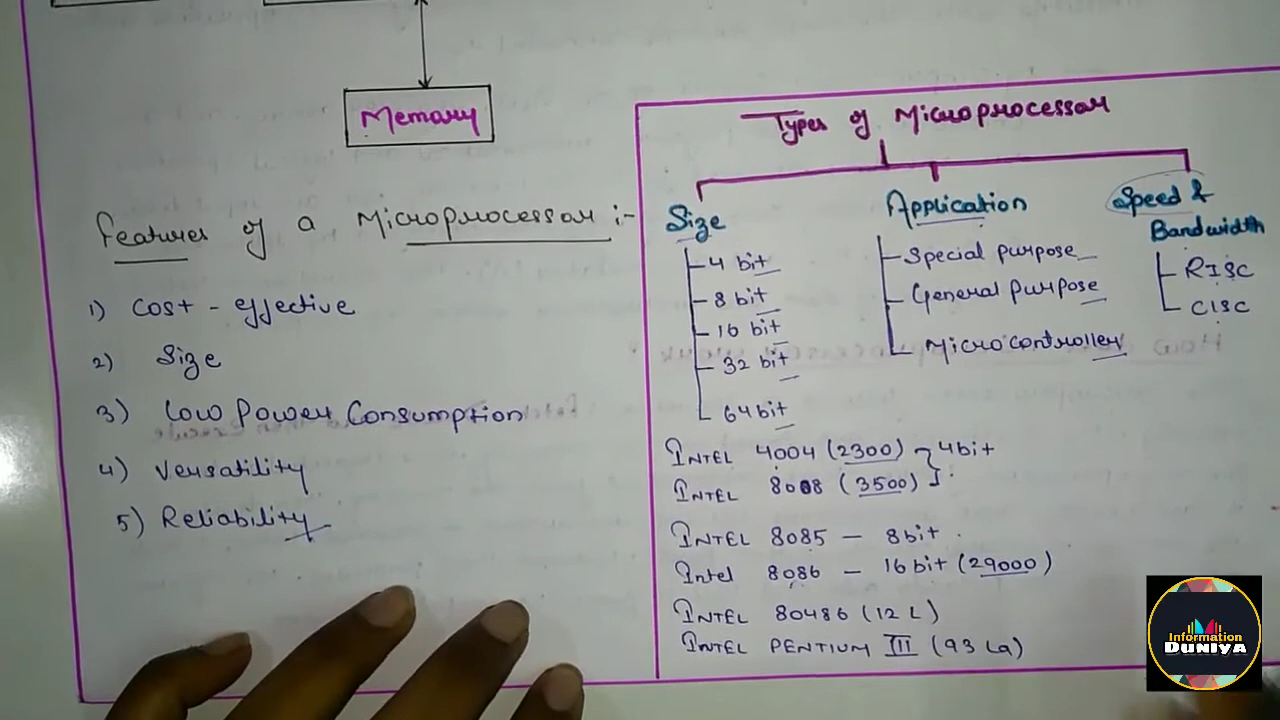 Memory
Features of a Microprocessor :-
1) Cost - effective
2) Size
3) Low Power Consumption
4) Versatility
5) Reliability
Types of Microprocessor
Size
4 bit
8 bit
16 bit
32 bit
64 bit
Application
Special purpose
General purpose
Microcontroller
Speed &
Bandwidth
RISC
CISC
INTEL 4004 (2300) } 4bit
INTEL 8008 (3500)
INTEL 8085 — 8bit
Intel 8086 — 16bit (29000)
INTEL 80486 (12 L)
INTEL PENTIUM III (93 La)
Information
DUNIYA